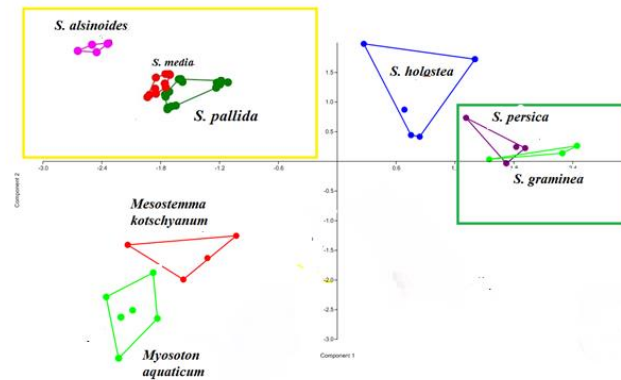 S. alsinoides
S. media
S. pallida
S. holostea
S. persica
S. graminea
2.0
1.5
1.0
0.5
-3.0
-2.4
-1.8
-1.2
0.6
-0.5
-1.0
-1.5
-2.0
-2.5
-3.0
Component 2
Mesostemma
kotschyanum
Myosoton
aquaticum
Component 1